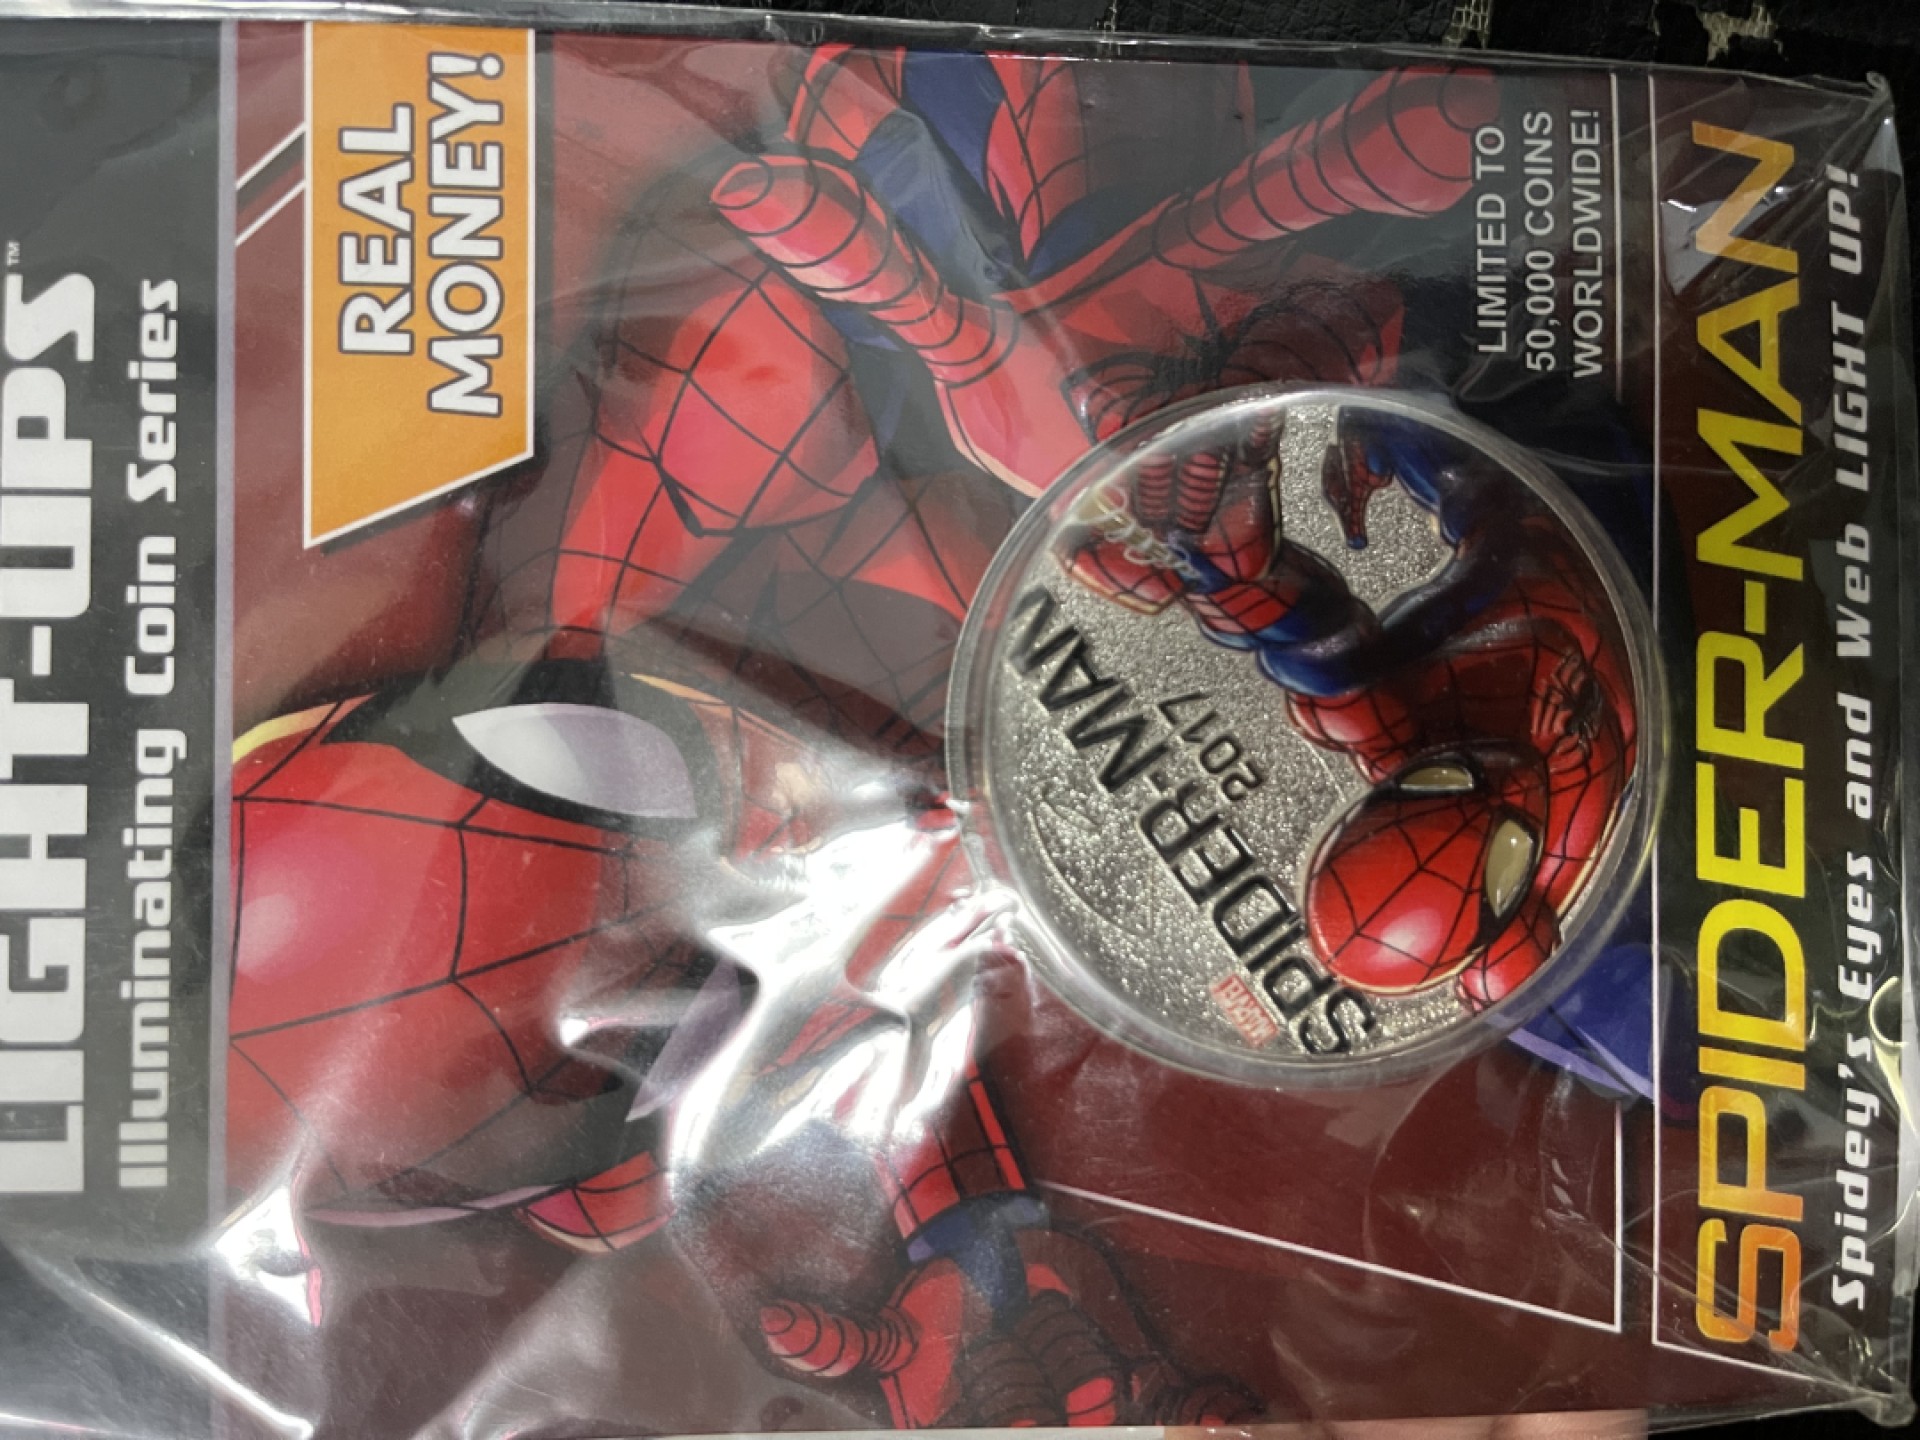 LIGHT-UPS™
Illuminating Coin Series
REAL
MONEY!
LIMITED TO
50,000 COINS
WORLDWIDE!
MARVEL
SPIDER-MAN
2017
SPIDER-MAN
Spidey's Eyes and Web LIGHT UP!